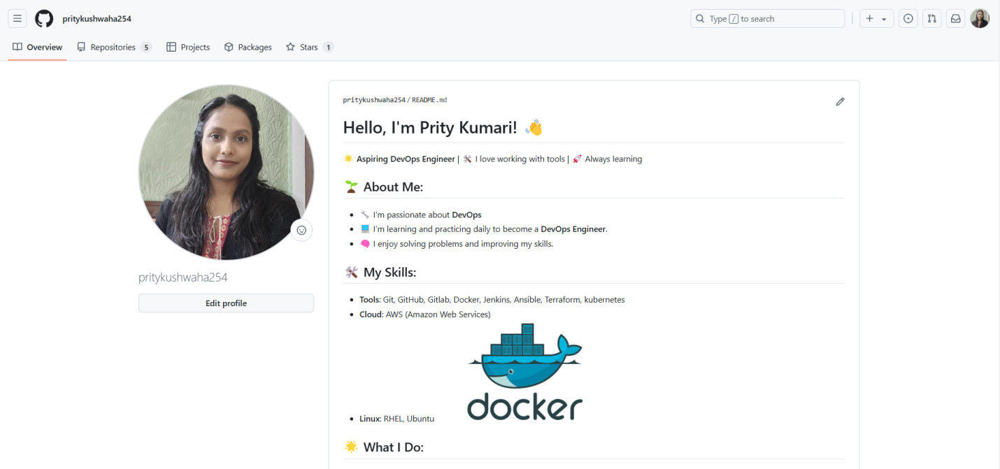 pritykushwaha254
Type / to search
Overview
Repositories 5
Projects
Packages
Stars 1
pritykushwaha254/README.md
Hello, I'm Prity Kumari! 👋
🌟 Aspiring DevOps Engineer | 🛠️ I love working with tools | 🚀 Always learning
🌱 About Me:
🔧 I'm passionate about DevOps
💻 I'm learning and practicing daily to become a DevOps Engineer.
🧠 I enjoy solving problems and improving my skills.
pritykushwaha254
Edit profile
🛠️ My Skills:
Tools: Git, GitHub, Gitlab, Docker, Jenkins, Ansible, Terraform, kubernetes
Cloud: AWS (Amazon Web Services)
docker
Linux: RHEL, Ubuntu
🌟 What I Do: